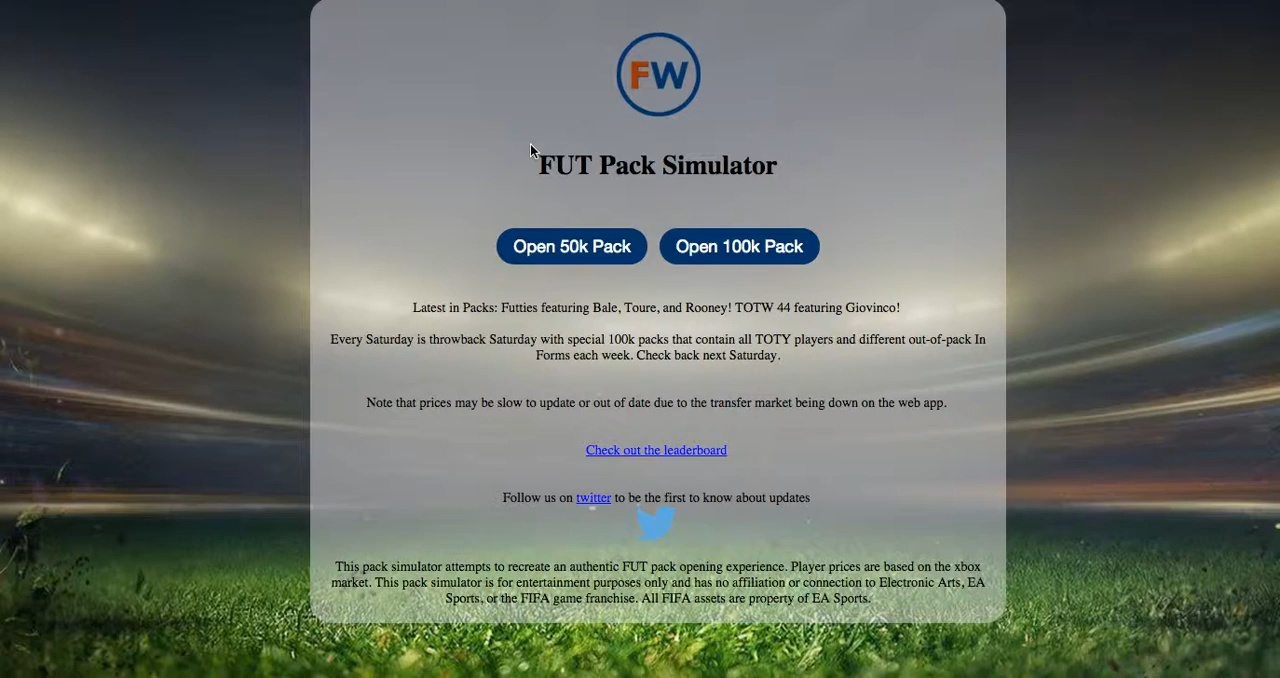 FW
FUT Pack Simulator
Open 50k Pack Open 100k Pack
Latest in Packs: Futties featuring Bale, Toure, and Rooney! TOTW 44 featuring Giovinco!
Every Saturday is throwback Saturday with special 100k packs that contain all TOTY players and different out-of-pack In
Forms each week. Check back next Saturday.
Note that prices may be slow to update or out of date due to the transfer market being down on the web app.
Check out the leaderboard
Follow us on twitter to be the first to know about updates
This pack simulator attempts to recreate an authentic FUT pack opening experience. Player prices are based on the xbox
market. This pack simulator is for entertainment purposes only and has no affiliation or connection to Electronic Arts, EA
Sports, or the FIFA game franchise. All FIFA assets are property of EA Sports.